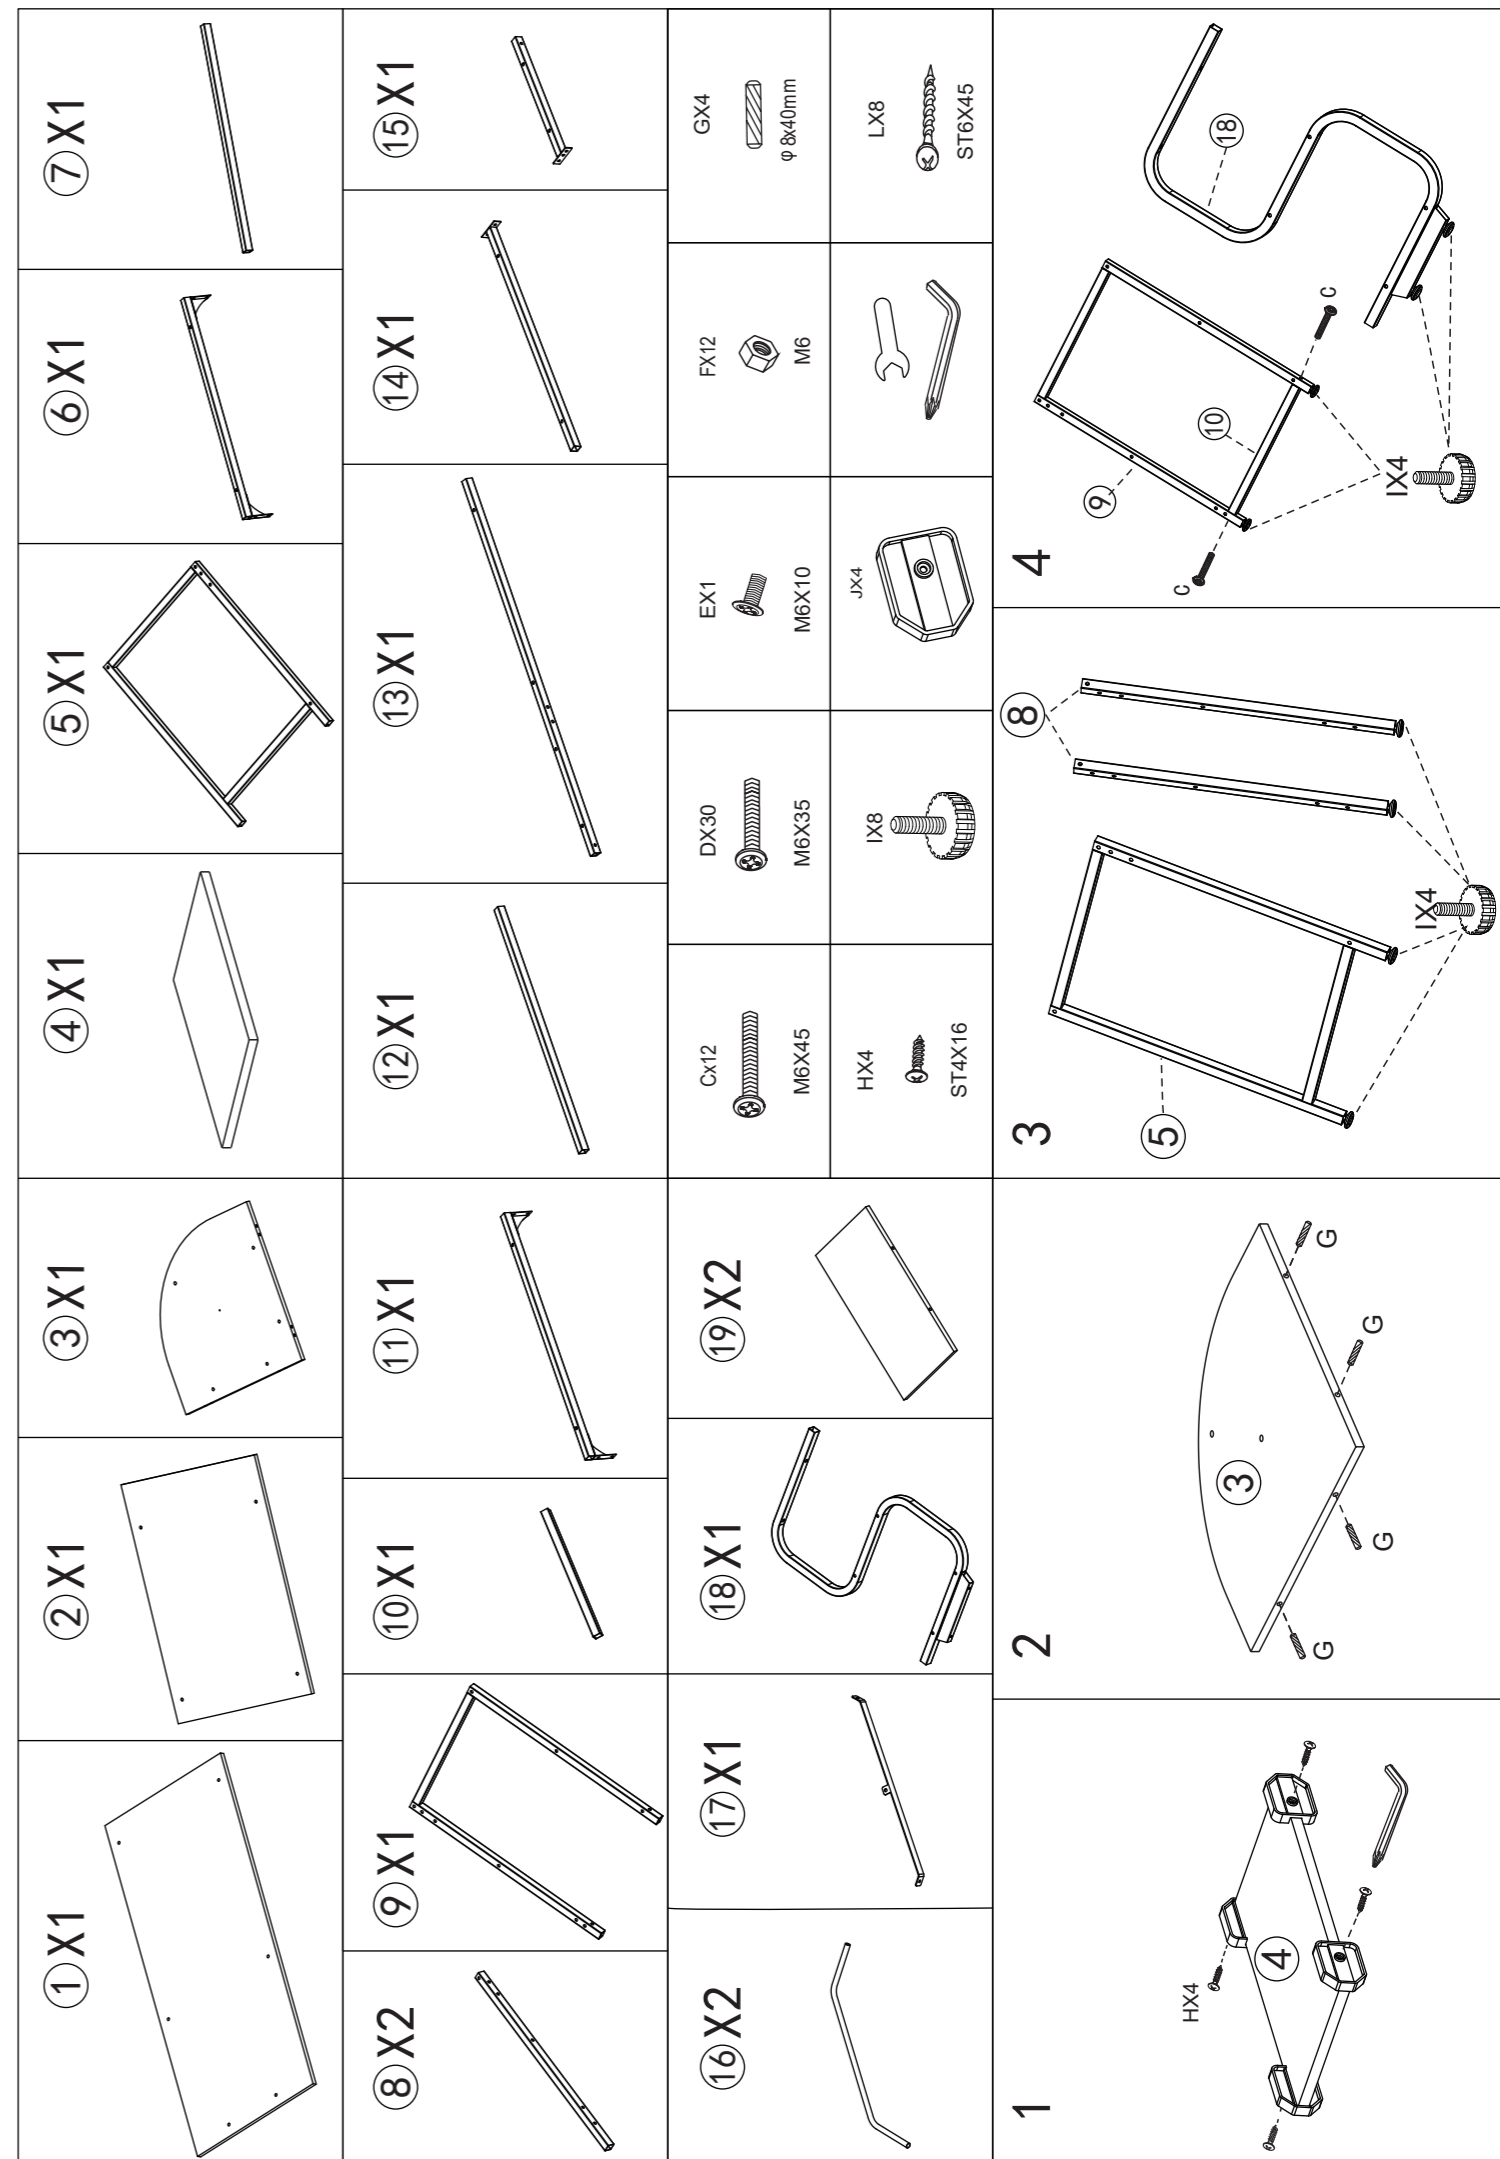 ①X1
②X1
③X1
④X1
⑤X1
⑥X1
⑦X1
⑧X2
⑨X1
⑩X1
⑪X1
⑫X1
⑬X1
⑭X1
⑮X1
⑯X2
⑰X1
⑱X1
⑲X2
Cx12
M6X45
DX30
M6X35
EX1
M6X10
FX12
M6
GX4
φ 8x40mm
HX4
ST4X16
IX8
JX4
LX8
ST6X45
1
HX4
④
2
③
G
G
G
G
3
⑤
⑧
IX4
4
C
⑨
⑩
C
⑱
IX4